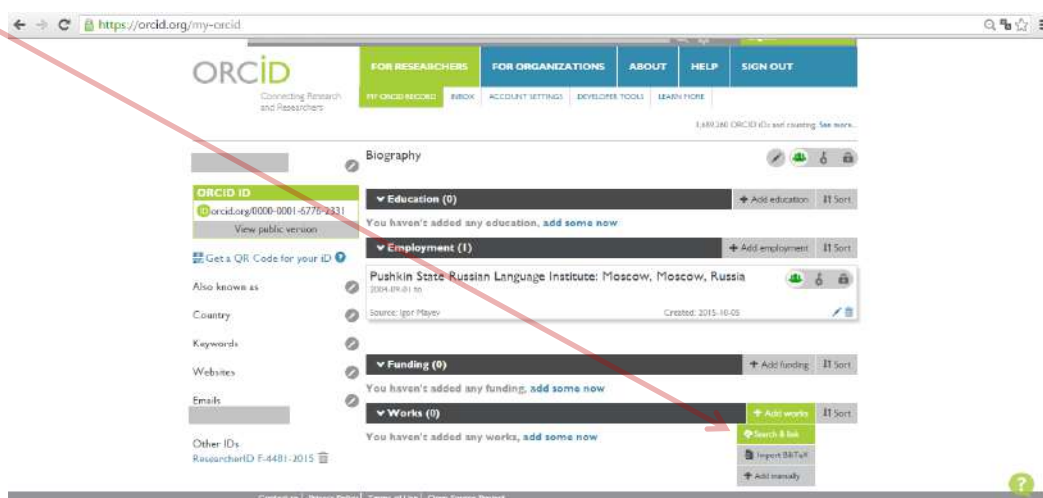 https://orcid.org/my-orcid
ORCID
Connecting Research
and Researchers
FOR RESEARCHERS FOR ORGANIZATIONS ABOUT HELP SIGN OUT
MY ORCID RECORD INBOX ACCOUNT SETTINGS DEVELOPER TOOLS LEARN MORE
ORCID iDs and counting. See more...
Biography
ORCID ID
iD orcid.org/0000-0001-6776-2331
View public version
Get a QR Code for your iD ?
Also known as
Country
Keywords
Websites
Emails
Other IDs
ResearcherID F-4481-2015
Education (0) + Add education Sort
You haven't added any education, add some now
Employment (1) + Add employment Sort
Pushkin State Russian Language Institute: Moscow, Moscow, Russia
2004-09-01 to
Source: Igor Mayev Created: 2015-10-05
Funding (0) + Add funding Sort
You haven't added any funding, add some now
Works (0) + Add works Sort
You haven't added any works, add some now
Search & link
Import BibTeX
+ Add manually
?